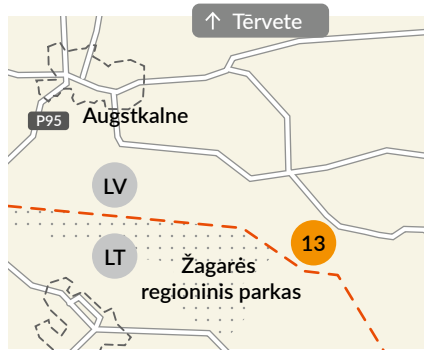 ↑ Tērvete
P95
Augstkalne
LV
13
LT
Žagarės
regioninis parkas